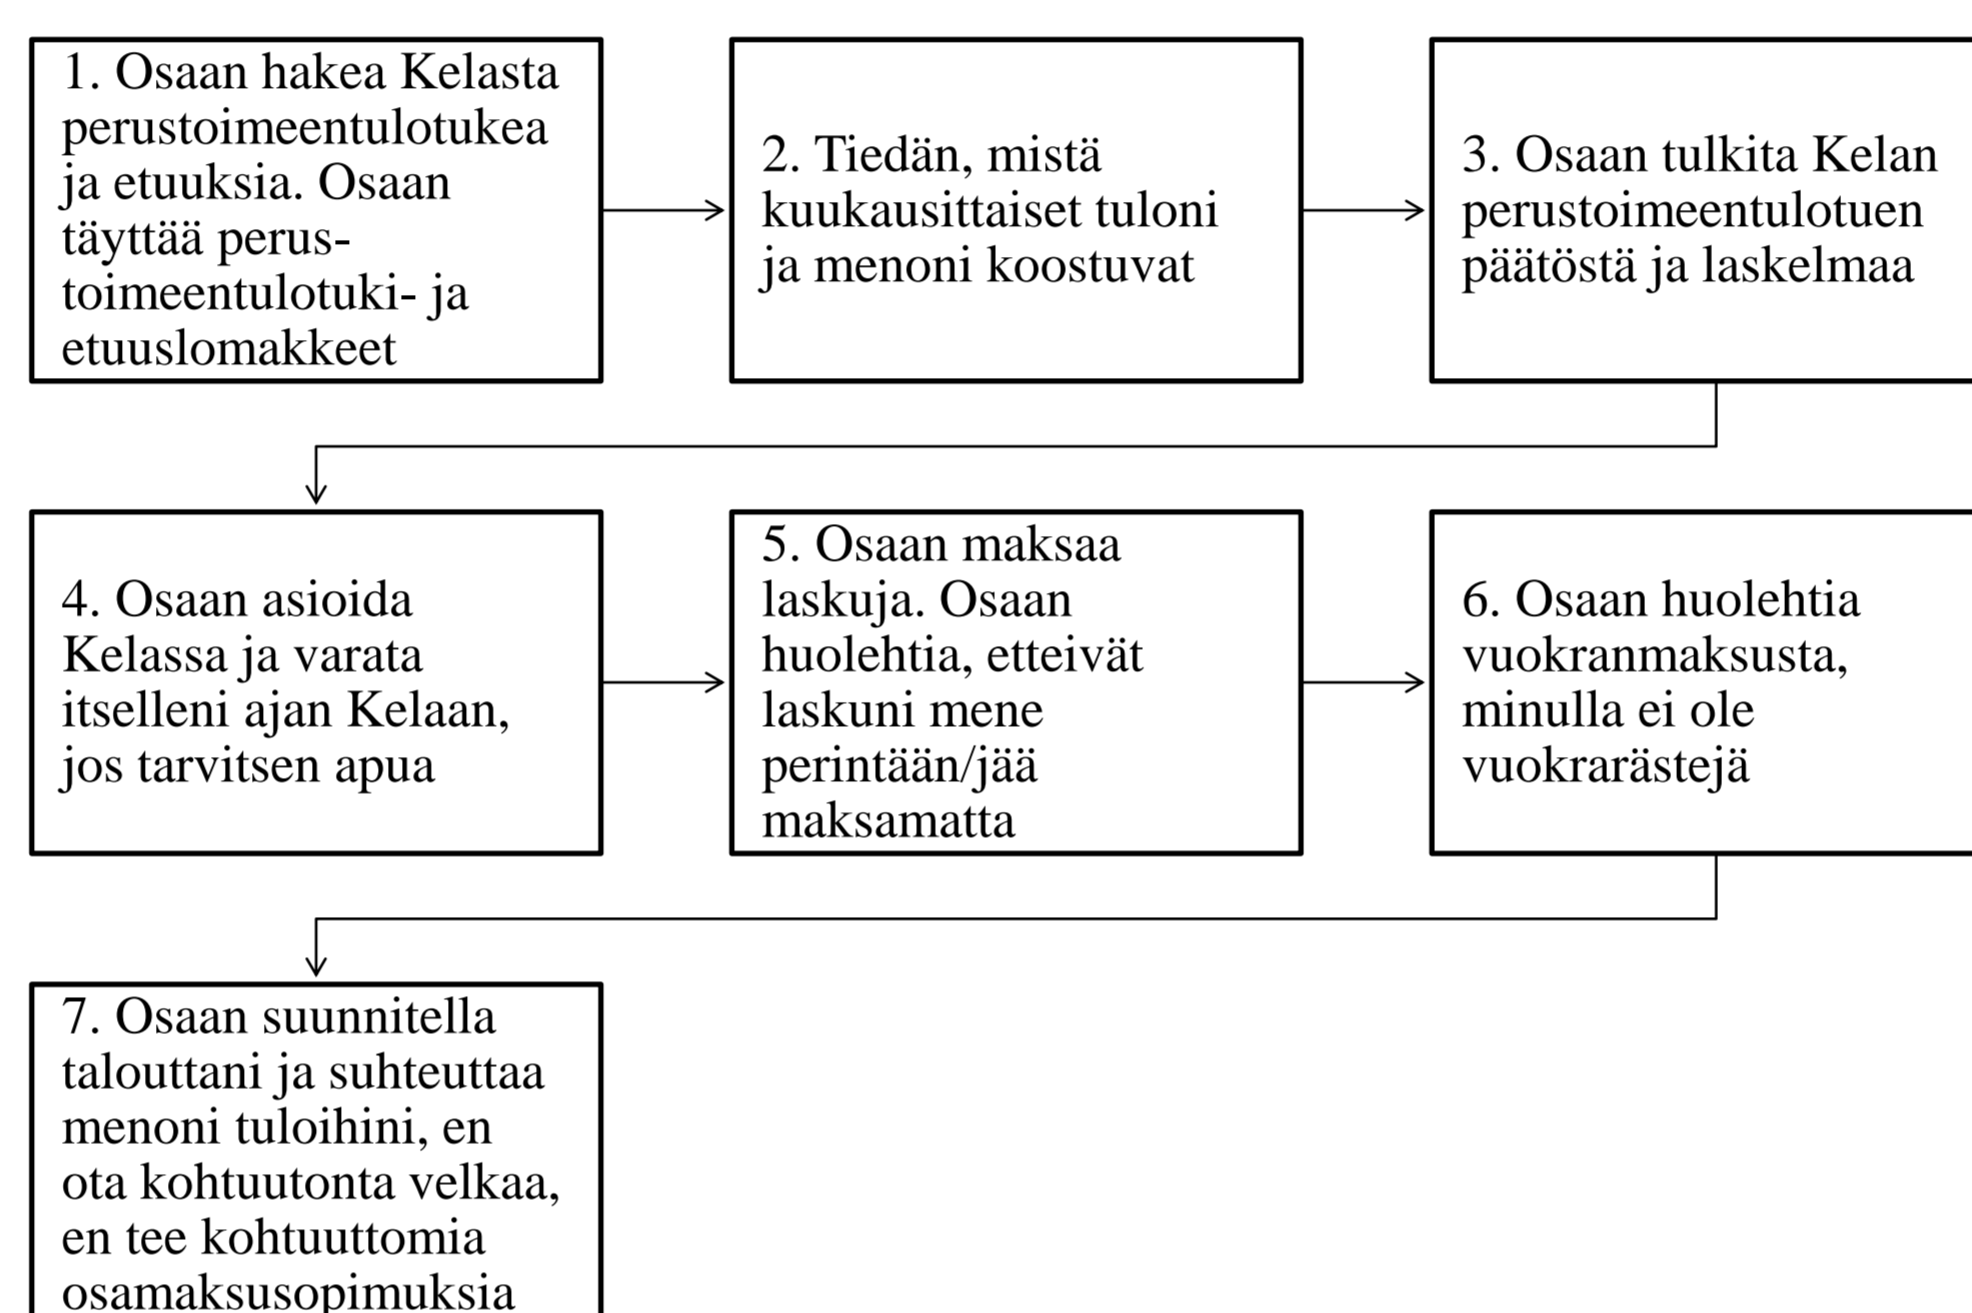 1. Osaan hakea Kelasta
perustoimeentulotukea
ja etuuksia. Osaan
täyttää perus-
toimeentulotuki- ja
etuuslomakkeet
2. Tiedän, mistä
kuukausittaiset tuloni
ja menoni koostuvat
3. Osaan tulkita Kelan
perustoimeentulotuen
päätöstä ja laskelmaa
4. Osaan asioida
Kelassa ja varata
itselleni ajan Kelaan,
jos tarvitsen apua
5. Osaan maksaa
laskuja. Osaan
huolehtia, etteivät
laskuni mene
perintään/jää
maksamatta
6. Osaan huolehtia
vuokranmaksusta,
minulla ei ole
vuokrarästejä
7. Osaan suunnitella
talouttani ja suhteuttaa
menoni tuloihini, en
ota kohtuutonta velkaa,
en tee kohtuuttomia
osamaksusopimuksia